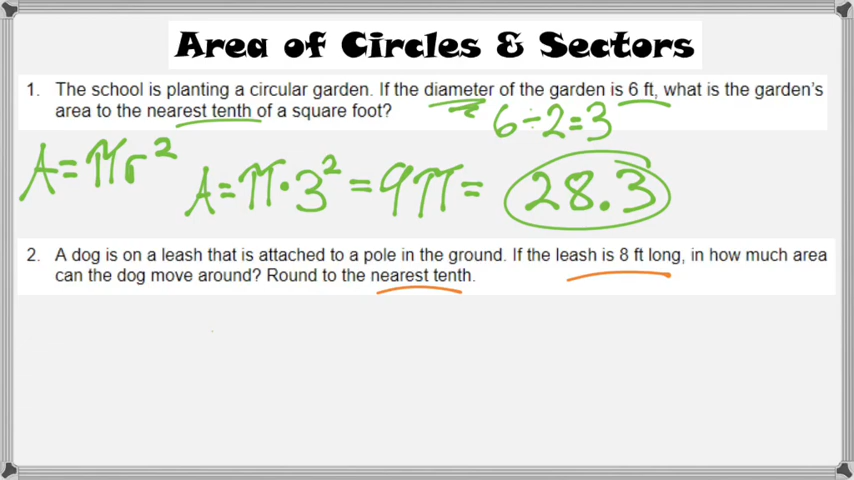 Area of Circles & Sectors
1. The school is planting a circular garden. If the diameter of the garden is 6 ft, what is the garden's
area to the nearest tenth of a square foot?
6÷2=3
A=πr²
A=π·3²=9π=28.3
2. A dog is on a leash that is attached to a pole in the ground. If the leash is 8 ft long, in how much area
can the dog move around? Round to the nearest tenth.